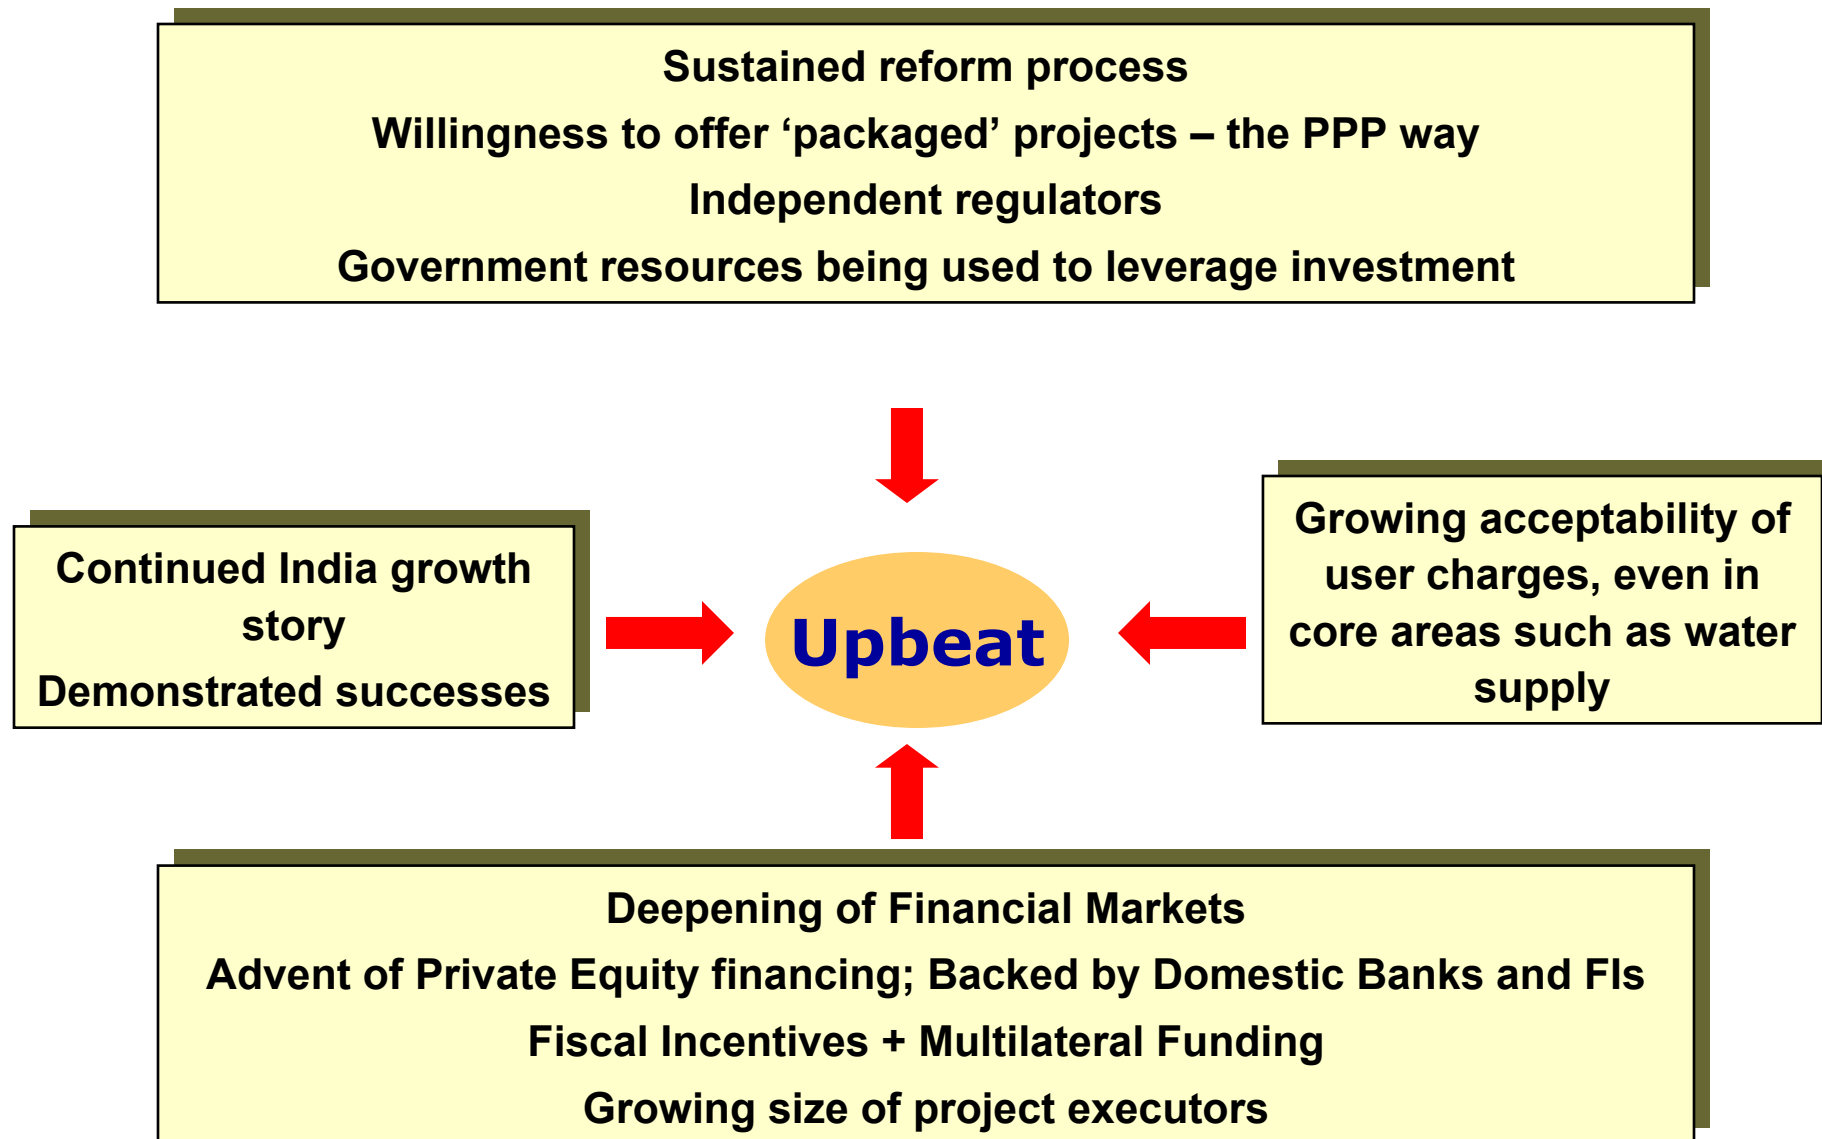 Sustained reform process
Willingness to offer ‘packaged’ projects – the PPP way
Independent regulators
Government resources being used to leverage investment
Continued India growth
story
Demonstrated successes
Upbeat
Growing acceptability of
user charges, even in
core areas such as water
supply
Deepening of Financial Markets
Advent of Private Equity financing; Backed by Domestic Banks and FIs
Fiscal Incentives + Multilateral Funding
Growing size of project executors